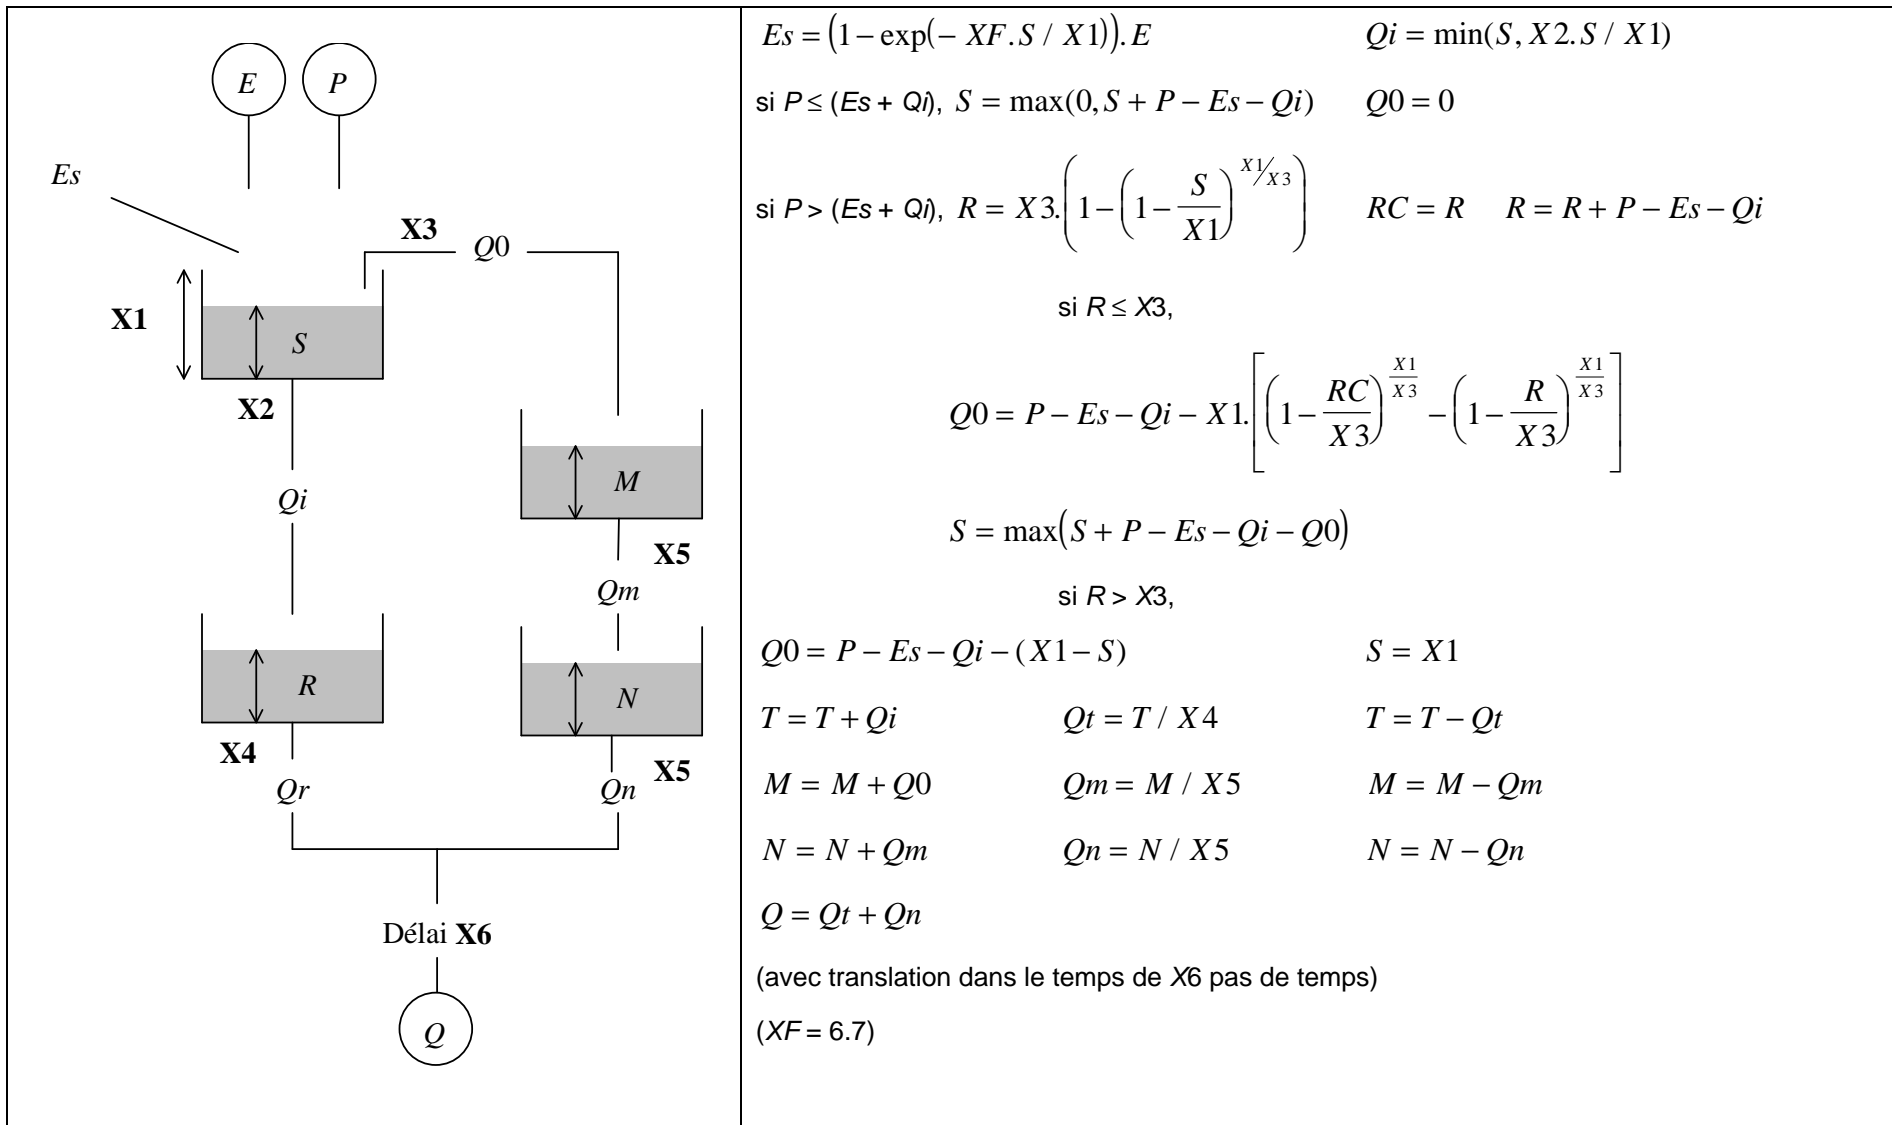 E P
Es
X3 Q0
X1
S
X2
M
Qi
X5
Qm
R
N
X4
X5
Qr
Qn
Délai X6
Q
Es = (1 − exp(− XF.S / X1)).E Qi = min(S, X2.S / X1)
si P ≤ (Es + Qi), S = max(0, S + P − Es − Qi) Q0 = 0
si P > (Es + Qi), R = X3.(1 − (1 − S/X1)^(X1/X3)) RC = R R = R + P − Es − Qi
si R ≤ X3,
Q0 = P − Es − Qi − X1.[(1 − RC/X3)^(X1/X3) − (1 − R/X3)^(X1/X3)]
S = max(S + P − Es − Qi − Q0)
si R > X3,
Q0 = P − Es − Qi − (X1 − S) S = X1
T = T + Qi Qt = T / X4 T = T − Qt
M = M + Q0 Qm = M / X5 M = M − Qm
N = N + Qm Qn = N / X5 N = N − Qn
Q = Qt + Qn
(avec translation dans le temps de X6 pas de temps)
(XF = 6.7)